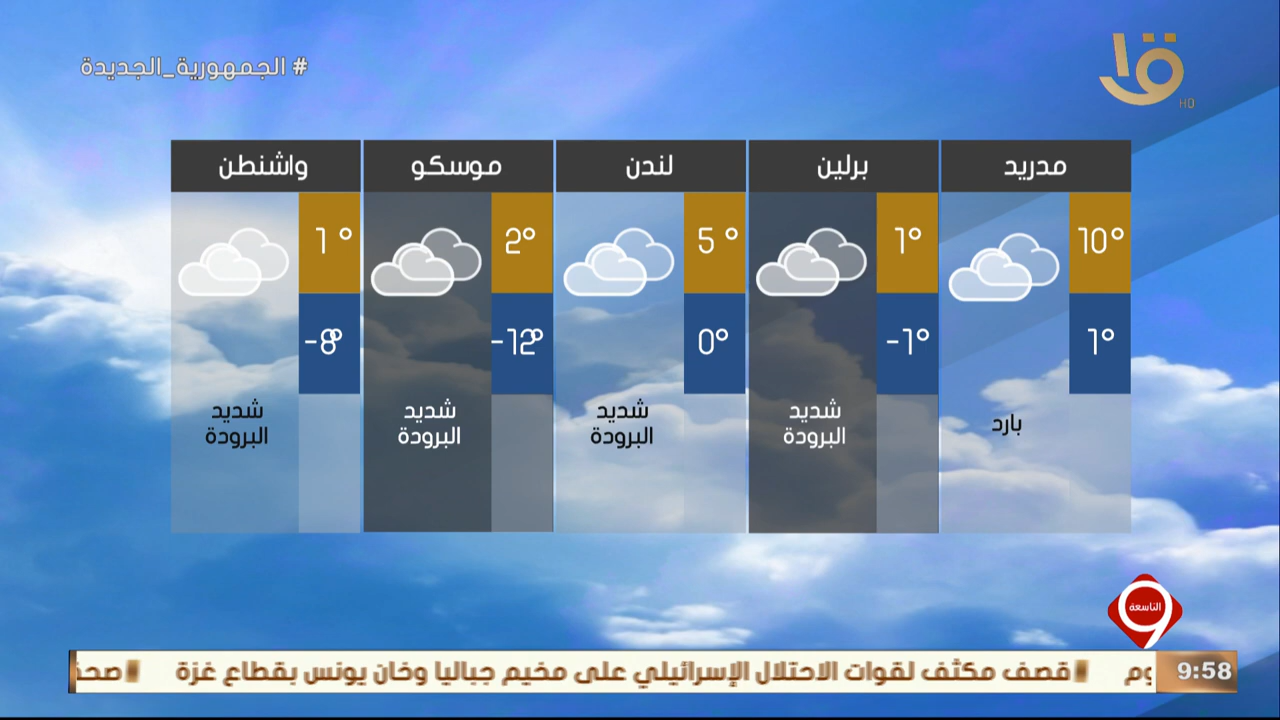 # الجمهورية_الجديدة
HD
مدريد
10°
1°
بارد
برلين
1°
-1°
شديد
البرودة
لندن
5°
0°
شديد
البرودة
موسكو
2°
-12°
شديد
البرودة
واشنطن
1°
-8°
شديد
البرودة
التاسعة
9
9:58
قصف مكثف لقوات الاحتلال الإسرائيلي على مخيم جباليا وخان يونس بقطاع غزة